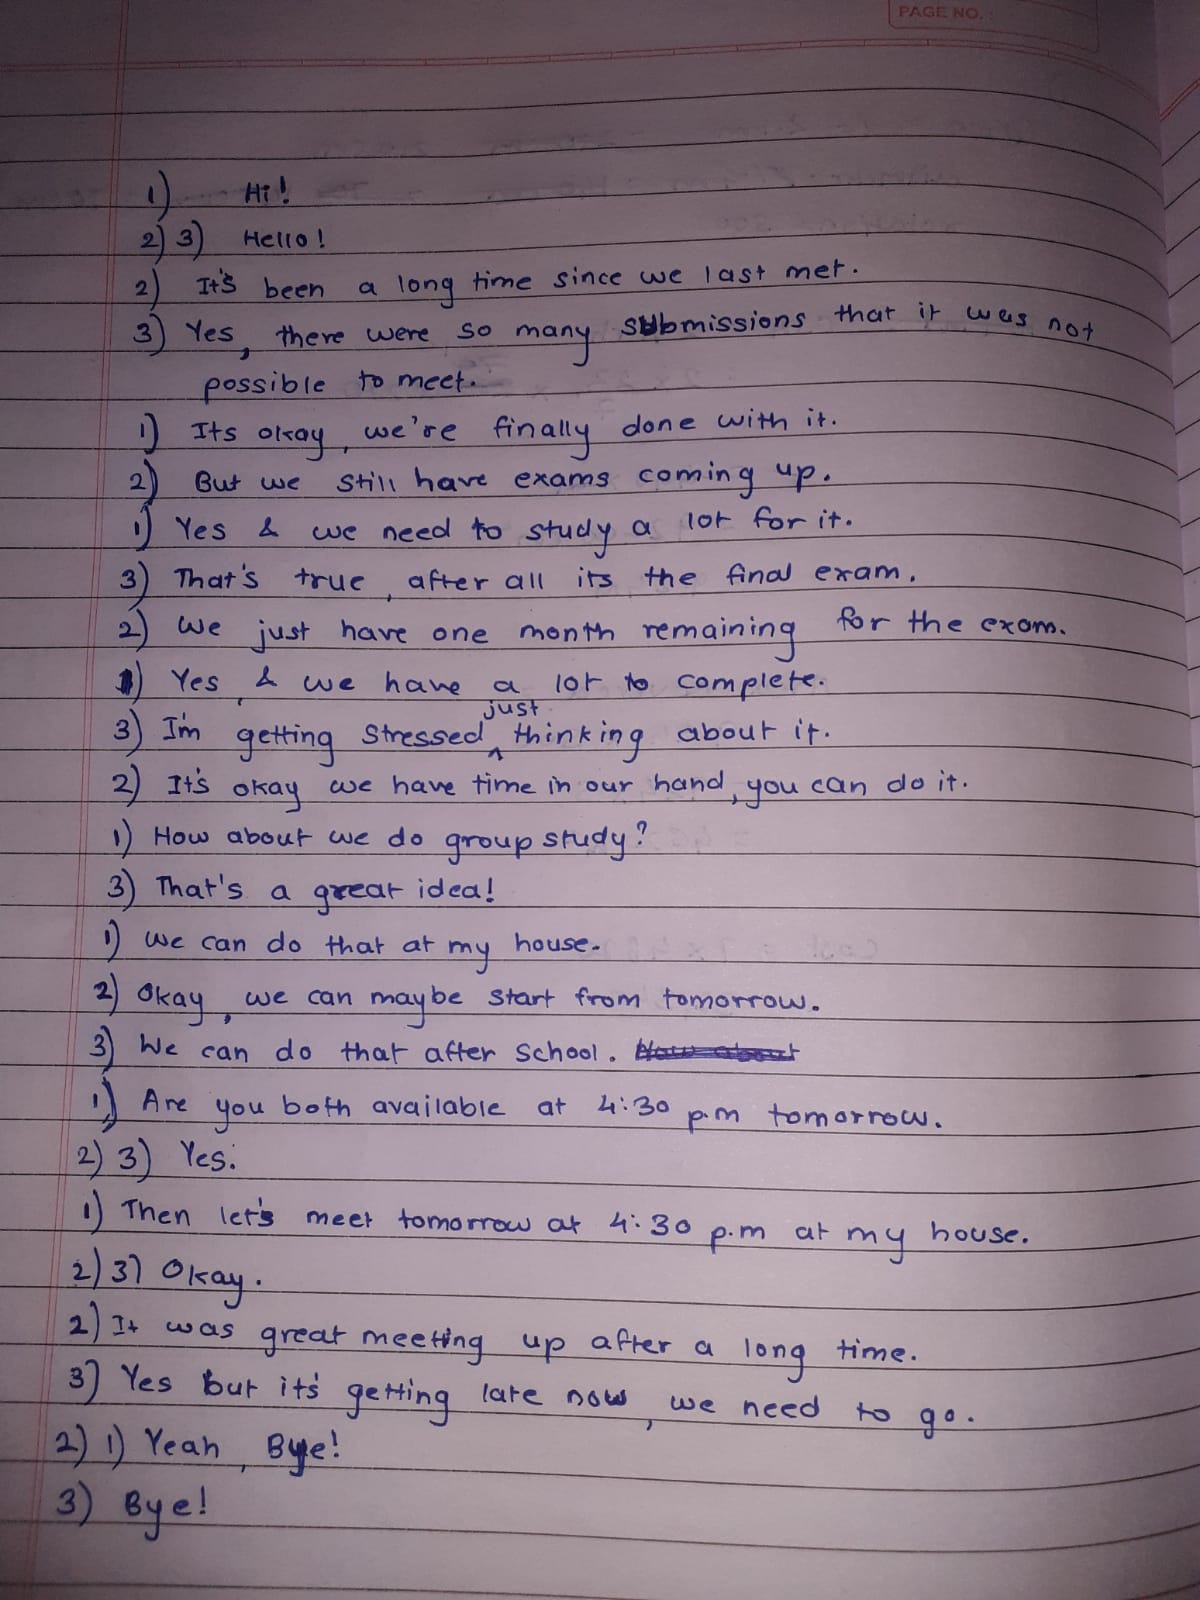 PAGE NO.
1) Hi!
2) 3) Hello!
2) It's been a long time since we last met.
3) Yes, there were so many submissions that it was not
possible to meet.
1) Its okay, we're finally done with it.
2) But we still have exams coming up.
1) Yes & we need to study a lot for it.
3) That's true, after all its the final exam.
2) We just have one month remaining for the exam.
1) Yes, & we have a lot to complete.
3) I'm getting stressed just thinking about it.
2) It's okay we have time in our hand, you can do it.
1) How about we do group study?
3) That's a great idea!
1) We can do that at my house.
2) Okay, we can maybe start from tomorrow.
3) We can do that after school. How about
1) Are you both available at 4:30 p.m tomorrow.
2) 3) Yes.
1) Then let's meet tomorrow at 4:30 p.m at my house.
2) 3) Okay.
2) It was great meeting up after a long time.
3) Yes but it's getting late now, we need to go.
2) 1) Yeah, Bye!
3) Bye!